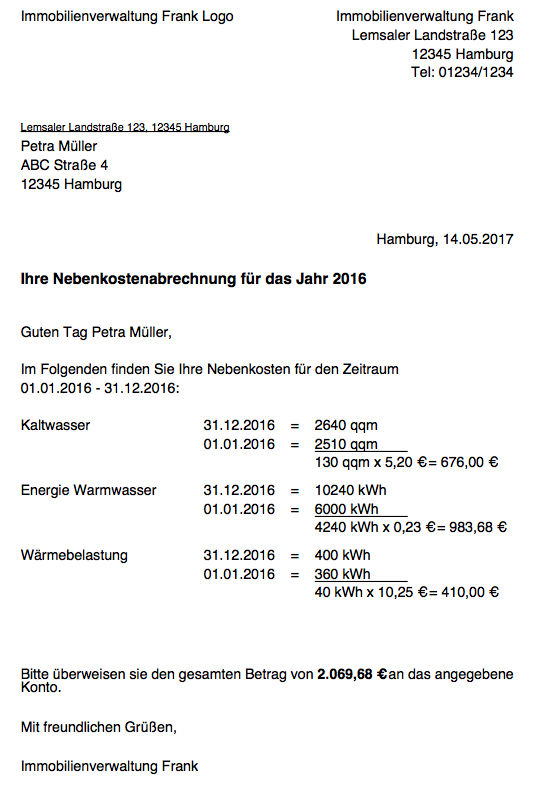 Immobilienverwaltung Frank Logo
Immobilienverwaltung Frank
Lemsaler Landstraße 123
12345 Hamburg
Tel: 01234/1234
Lemsaler Landstraße 123, 12345 Hamburg
Petra Müller
ABC Straße 4
12345 Hamburg
Hamburg, 14.05.2017
Ihre Nebenkostenabrechnung für das Jahr 2016
Guten Tag Petra Müller,
Im Folgenden finden Sie Ihre Nebenkosten für den Zeitraum
01.01.2016 - 31.12.2016:
Kaltwasser 31.12.2016 = 2640 qqm
01.01.2016 = 2510 qqm
130 qqm x 5,20 €= 676,00 €
Energie Warmwasser 31.12.2016 = 10240 kWh
01.01.2016 = 6000 kWh
4240 kWh x 0,23 €= 983,68 €
Wärmebelastung 31.12.2016 = 400 kWh
01.01.2016 = 360 kWh
40 kWh x 10,25 €= 410,00 €
Bitte überweisen sie den gesamten Betrag von 2.069,68 €an das angegebene
Konto.
Mit freundlichen Grüßen,
Immobilienverwaltung Frank